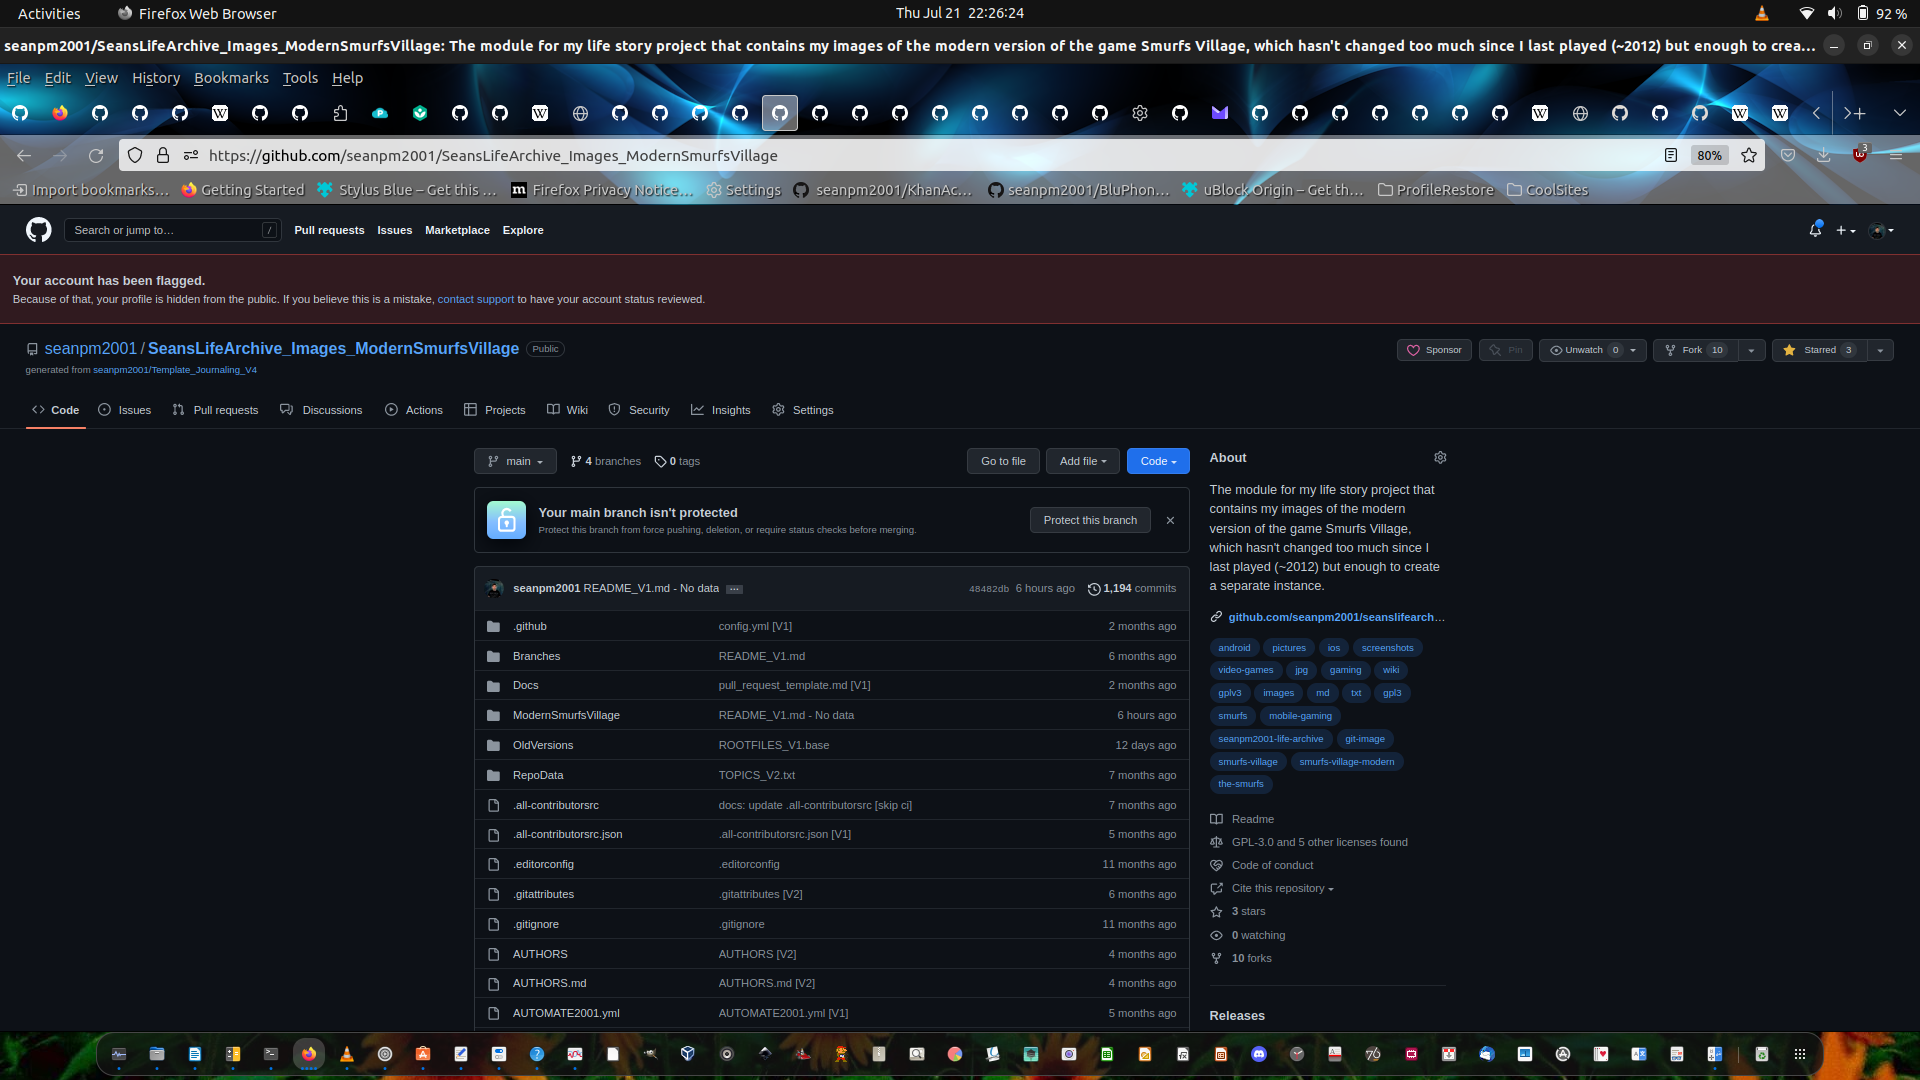 Activities
Firefox Web Browser
Thu Jul 21 22:26:24
92 %
seanpm2001/SeansLifeArchive_Images_ModernSmurfsVillage: The module for my life story project that contains my images of the modern version of the game Smurfs Village, which hasn't changed too much since I last played (~2012) but enough to crea…
File Edit View History Bookmarks Tools Help
https://github.com/seanpm2001/SeansLifeArchive_Images_ModernSmurfsVillage
80%
3
Import bookmarks…
Getting Started
Stylus Blue – Get this …
Firefox Privacy Notice…
Settings
seanpm2001/KhanAc…
seanpm2001/BluPhon…
uBlock Origin – Get th…
ProfileRestore
CoolSites
Search or jump to…
/
Pull requests
Issues
Marketplace
Explore
Your account has been flagged.
Because of that, your profile is hidden from the public. If you believe this is a mistake, contact support to have your account status reviewed.
seanpm2001 / SeansLifeArchive_Images_ModernSmurfsVillage
Public
Sponsor
Pin
Unwatch 0
Fork 10
Starred 3
generated from seanpm2001/Template_Journaling_V4
Code
Issues
Pull requests
Discussions
Actions
Projects
Wiki
Security
Insights
Settings
main
4 branches
0 tags
Go to file
Add file
Code
Your main branch isn't protected
Protect this branch from force pushing, deletion, or require status checks before merging.
Protect this branch
seanpm2001 README_V1.md - No data …
48482db 6 hours ago
1,194 commits
.github config.yml [V1] 2 months ago
Branches README_V1.md 6 months ago
Docs pull_request_template.md [V1] 2 months ago
ModernSmurfsVillage README_V1.md - No data 6 hours ago
OldVersions ROOTFILES_V1.base 12 days ago
RepoData TOPICS_V2.txt 7 months ago
.all-contributorsrc docs: update .all-contributorsrc [skip ci] 7 months ago
.all-contributorsrc.json .all-contributorsrc.json [V1] 5 months ago
.editorconfig .editorconfig 11 months ago
.gitattributes .gitattributes [V2] 6 months ago
.gitignore .gitignore 11 months ago
AUTHORS AUTHORS [V2] 4 months ago
AUTHORS.md AUTHORS.md [V2] 4 months ago
AUTOMATE2001.yml AUTOMATE2001.yml [V1] 5 months ago
About
The module for my life story project that
contains my images of the modern
version of the game Smurfs Village,
which hasn't changed too much since I
last played (~2012) but enough to create
a separate instance.
github.com/seanpm2001/seanslifearch…
android pictures ios screenshots
video-games jpg gaming wiki
gplv3 images md txt gpl3
smurfs mobile-gaming
seanpm2001-life-archive git-image
smurfs-village smurfs-village-modern
the-smurfs
Readme
GPL-3.0 and 5 other licenses found
Code of conduct
Cite this repository
3 stars
0 watching
10 forks
Releases